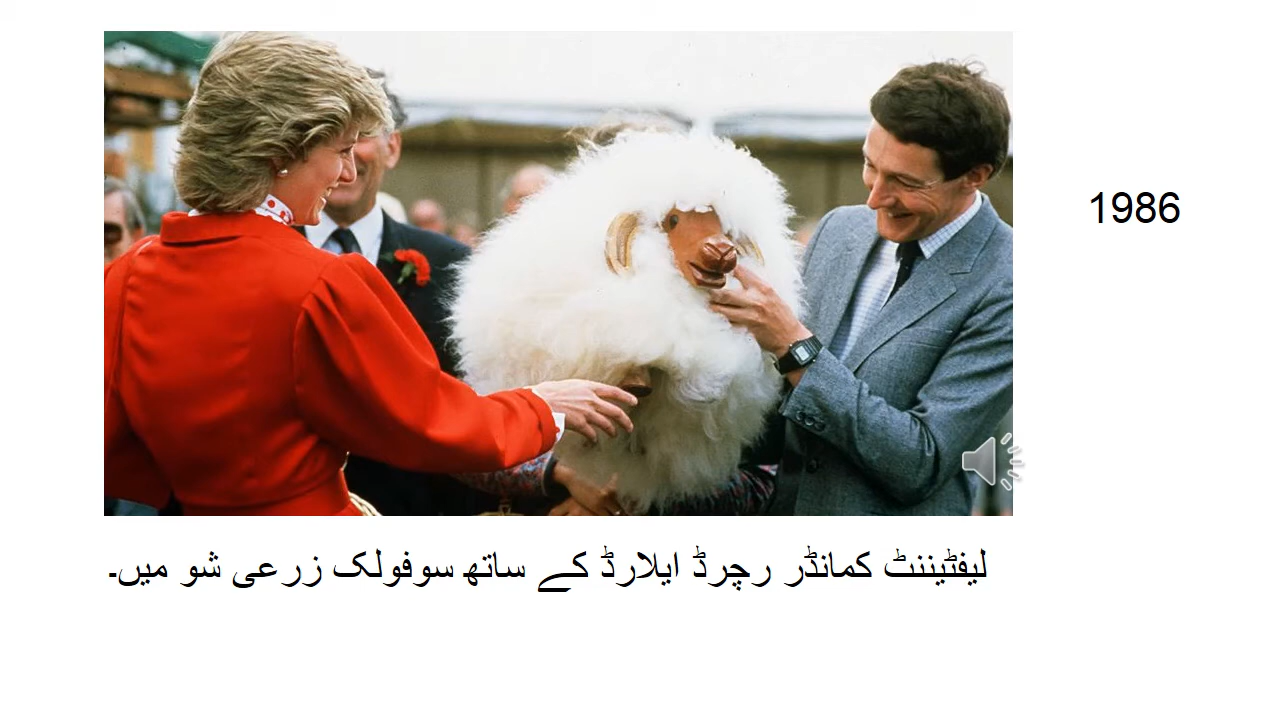 1986
لیفٹیننٹ کمانڈر رچرڈ ایلارڈ کے ساتھ سوفولک زرعی شو میں۔